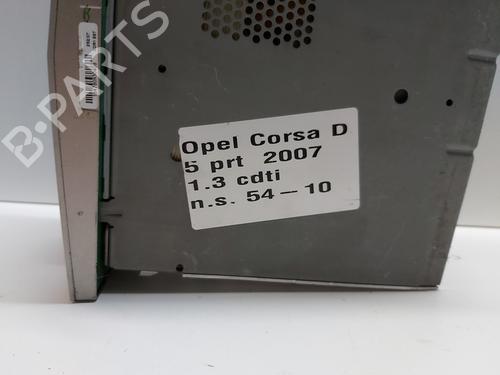 B-PARTS
Opel Corsa D
5 prt 2007
1.3 cdti
n.s. 54-10